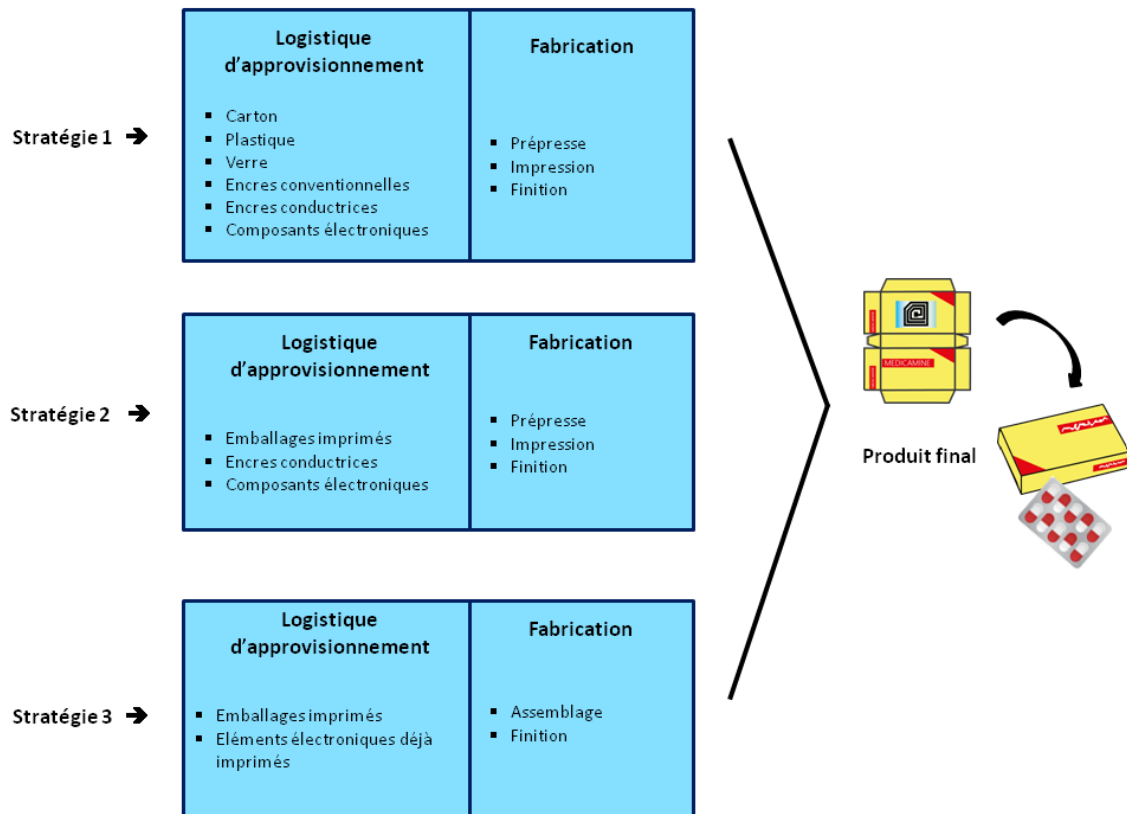 Logistique
d'approvisionnement
Fabrication
Stratégie 1 ➔
▪ Carton
▪ Plastique
▪ Verre
▪ Encres conventionnelles
▪ Encres conductrices
▪ Composants électroniques
▪ Prépresse
▪ Impression
▪ Finition
Logistique
d'approvisionnement
Fabrication
Stratégie 2 ➔
▪ Emballages imprimés
▪ Encres conductrices
▪ Composants électroniques
▪ Prépresse
▪ Impression
▪ Finition
MEDICAMINE
Produit final
Logistique
d'approvisionnement
Fabrication
Stratégie 3 ➔
▪ Emballages imprimés
▪ Eléments électroniques déjà
imprimés
▪ Assemblage
▪ Finition